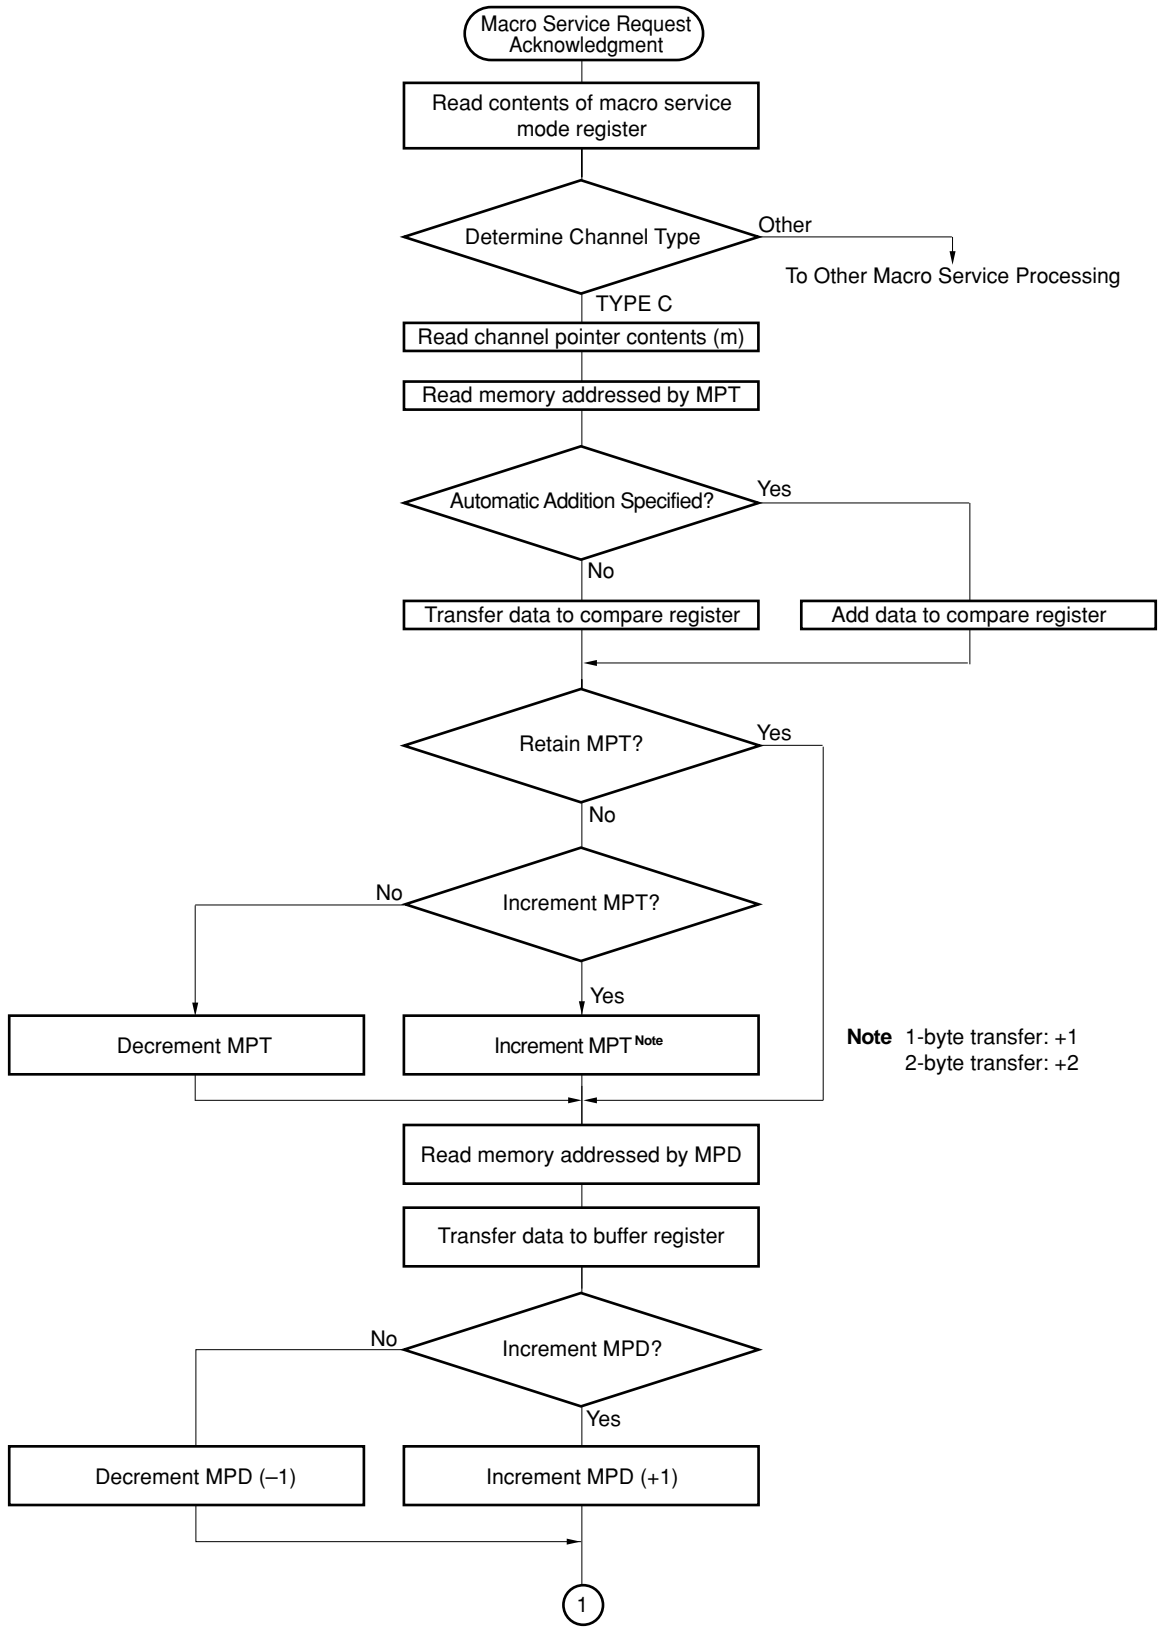 Macro Service Request
Acknowledgment
Read contents of macro service
mode register
Determine Channel Type
Other
To Other Macro Service Processing
TYPE C
Read channel pointer contents (m)
Read memory addressed by MPT
Automatic Addition Specified?
Yes
No
Transfer data to compare register
Add data to compare register
Retain MPT?
Yes
No
Increment MPT?
No
Yes
Decrement MPT
Increment MPT Note
Note 1-byte transfer: +1
2-byte transfer: +2
Read memory addressed by MPD
Transfer data to buffer register
Increment MPD?
No
Yes
Decrement MPD (–1)
Increment MPD (+1)
1